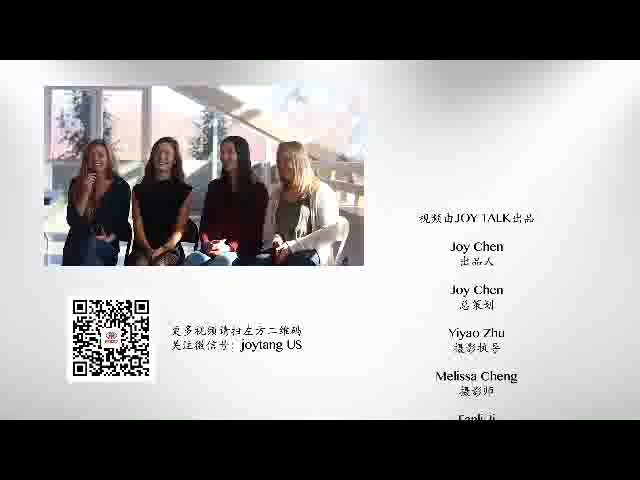 视频由JOY TALK出品
Joy Chen
出品人
Joy Chen
总策划
Yiyao Zhu
摄影执导
Melissa Cheng
摄影师
更多视频请扫左方二维码
关注微信号：joytang US